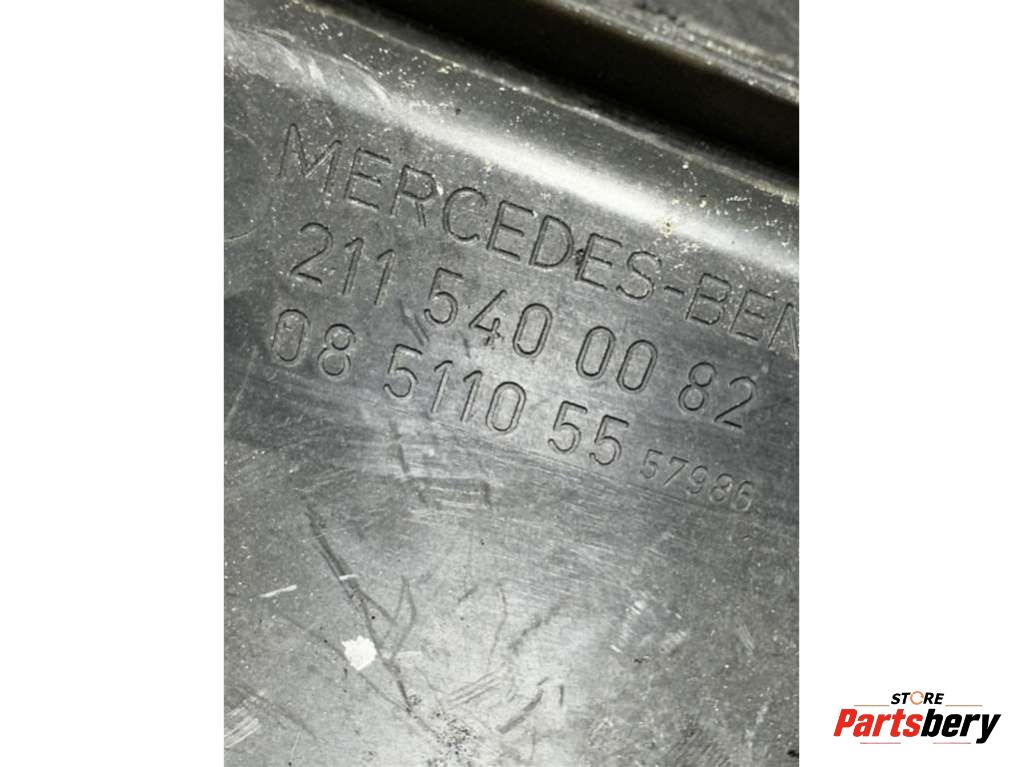 MERCEDES-BEN
211 540 00 82
08 5110 55 57986
STORE
Partsbery